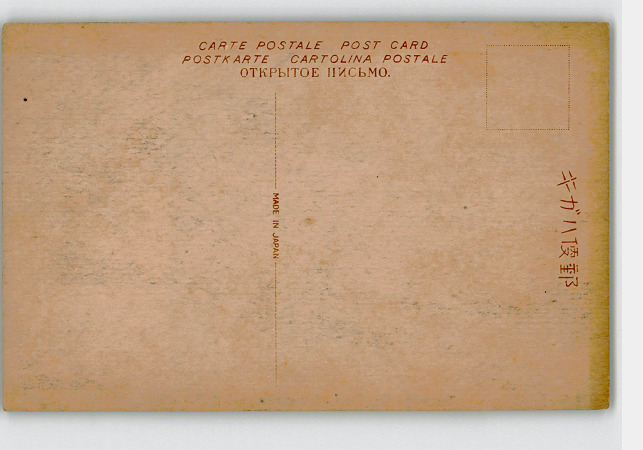 CARTE POSTALE POST CARD
POSTKARTE CARTOLINA POSTALE
ОТКРЫТОЕ ПИСЬМО.
MADE IN JAPAN
キガハ便郵